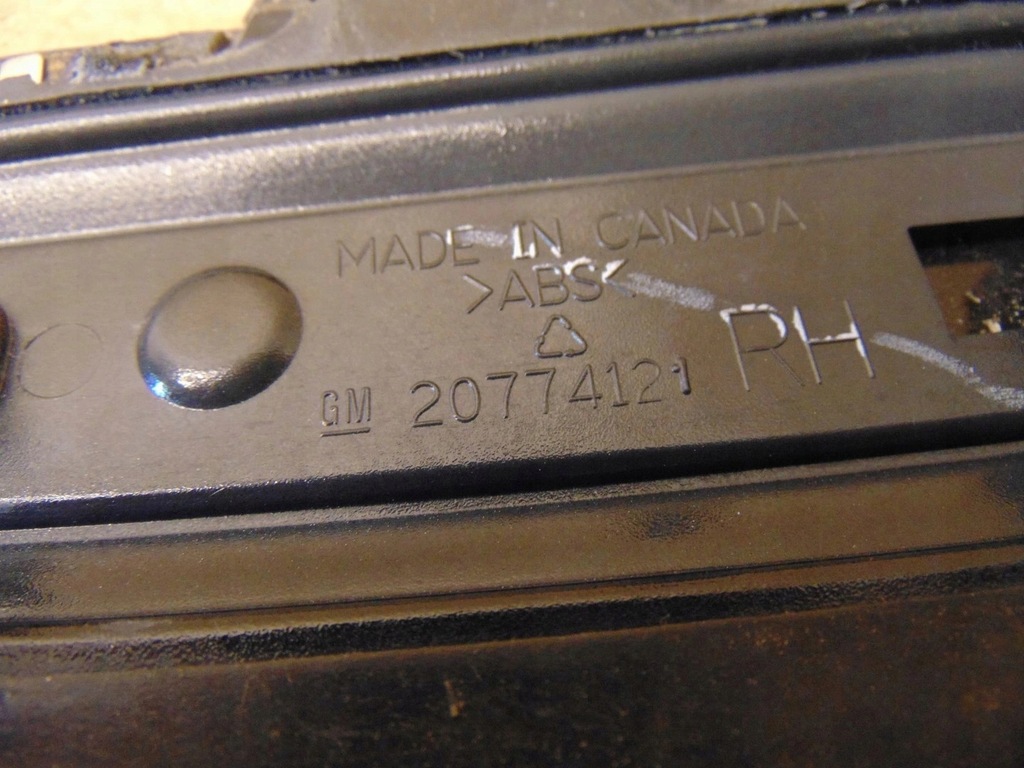 MADE IN CANADA
>ABS<
GM 20774121 RH